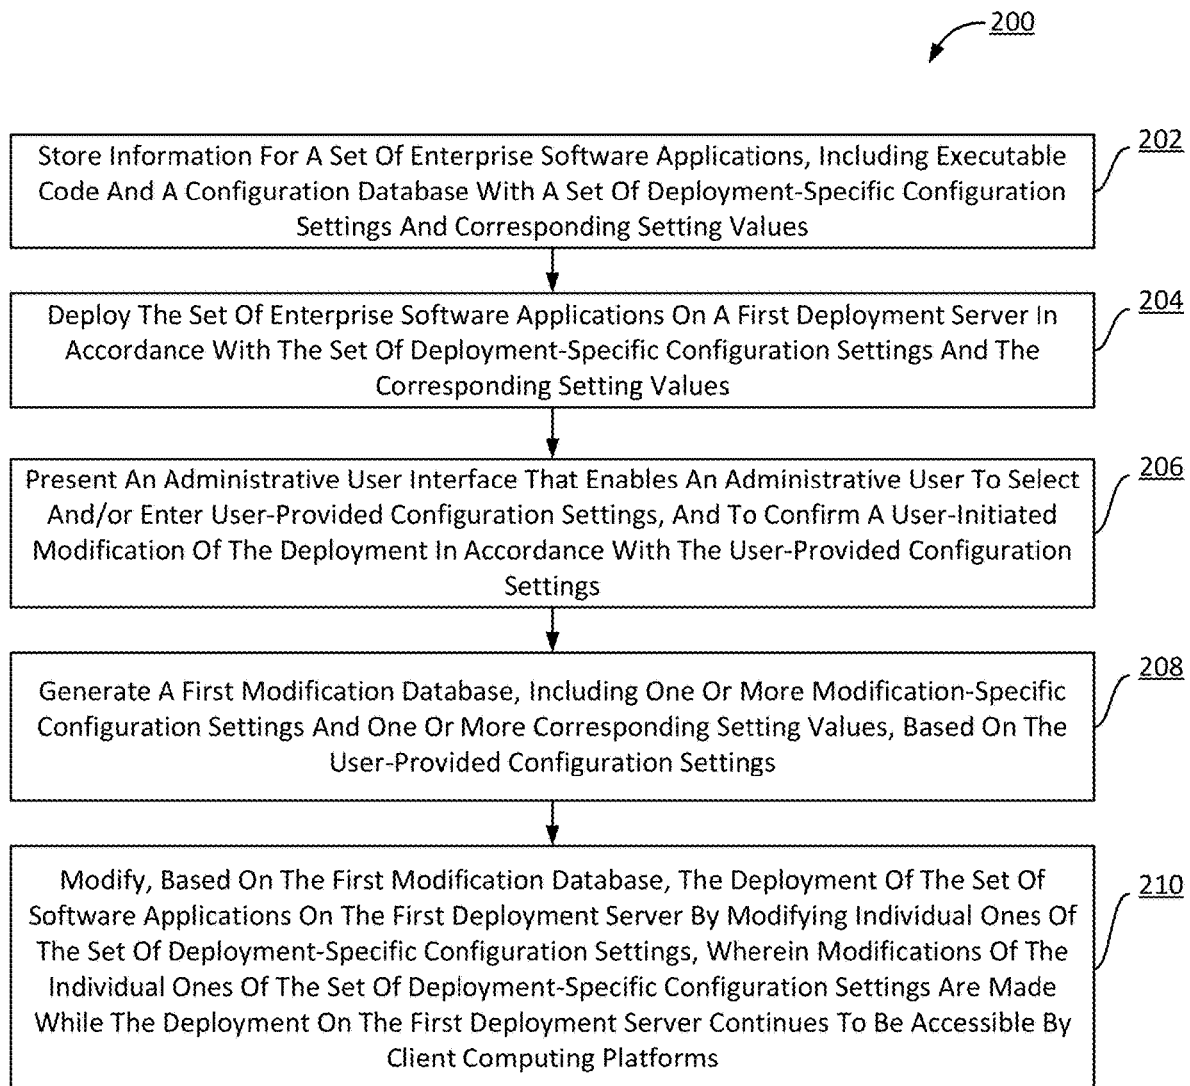 200
202
Store Information For A Set Of Enterprise Software Applications, Including Executable
Code And A Configuration Database With A Set Of Deployment-Specific Configuration
Settings And Corresponding Setting Values
204
Deploy The Set Of Enterprise Software Applications On A First Deployment Server In
Accordance With The Set Of Deployment-Specific Configuration Settings And The
Corresponding Setting Values
206
Present An Administrative User Interface That Enables An Administrative User To Select
And/or Enter User-Provided Configuration Settings, And To Confirm A User-Initiated
Modification Of The Deployment In Accordance With The User-Provided Configuration
Settings
208
Generate A First Modification Database, Including One Or More Modification-Specific
Configuration Settings And One Or More Corresponding Setting Values, Based On The
User-Provided Configuration Settings
210
Modify, Based On The First Modification Database, The Deployment Of The Set Of
Software Applications On The First Deployment Server By Modifying Individual Ones Of
The Set Of Deployment-Specific Configuration Settings, Wherein Modifications Of The
Individual Ones Of The Set Of Deployment-Specific Configuration Settings Are Made
While The Deployment On The First Deployment Server Continues To Be Accessible By
Client Computing Platforms